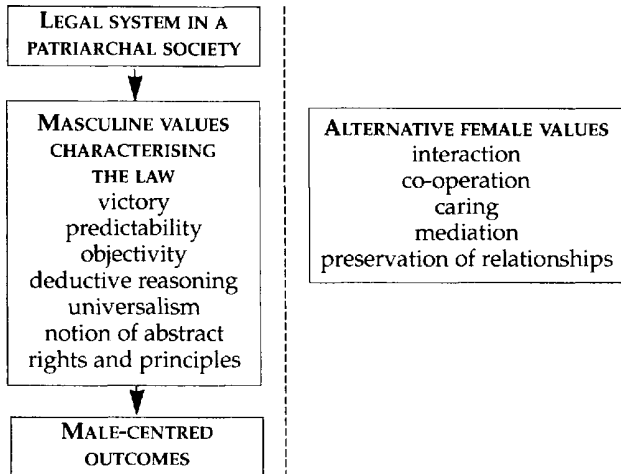 LEGAL SYSTEM IN A
PATRIARCHAL SOCIETY
MASCULINE VALUES
CHARACTERISING
THE LAW
victory
predictability
objectivity
deductive reasoning
universalism
notion of abstract
rights and principles
MALE-CENTRED
OUTCOMES
ALTERNATIVE FEMALE VALUES
interaction
co-operation
caring
mediation
preservation of relationships